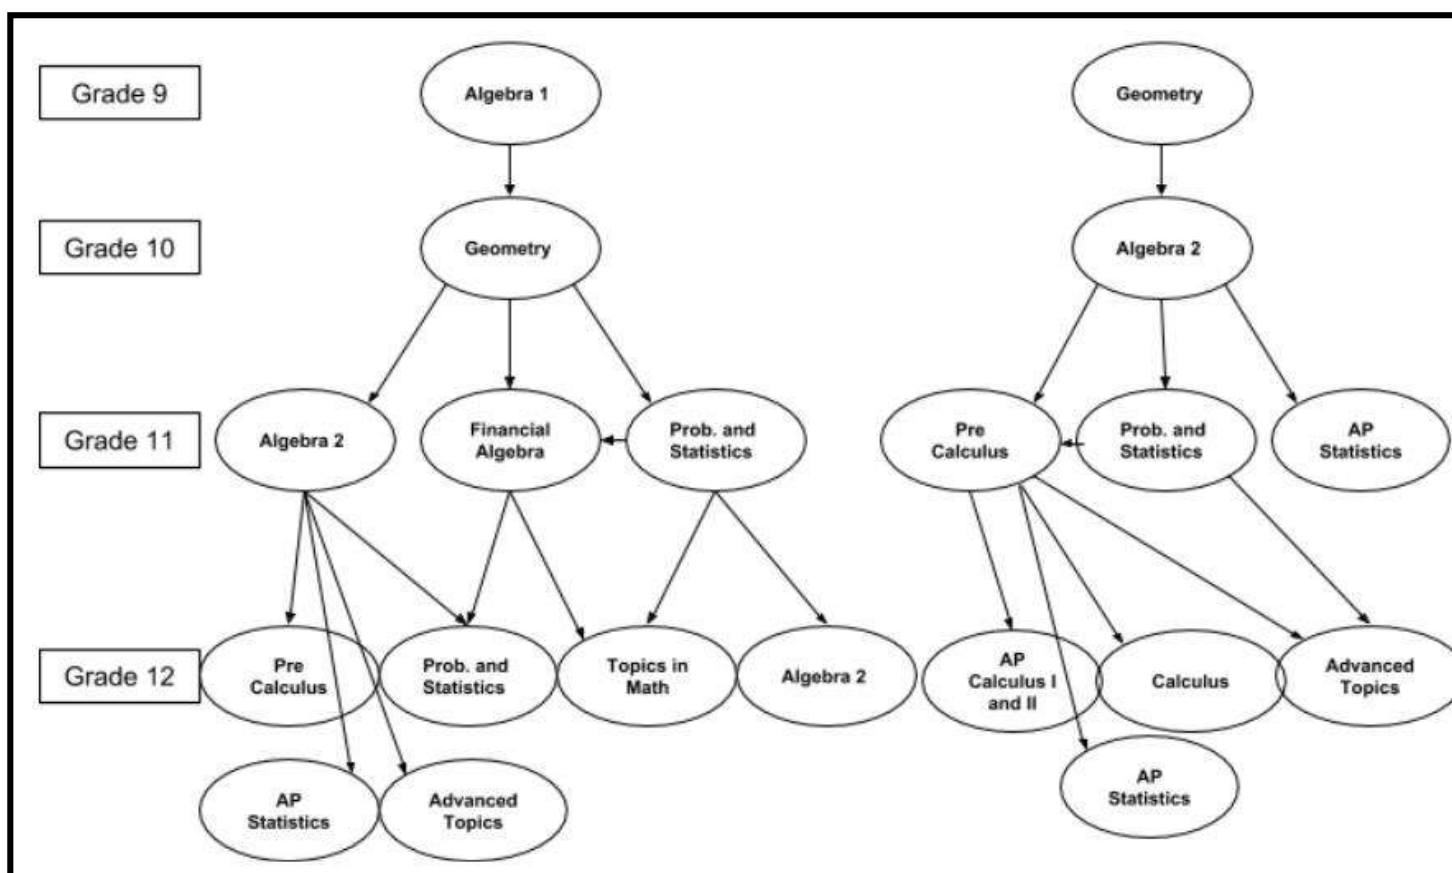 Grade 9
Algebra 1
Geometry
Grade 10
Geometry
Algebra 2
Grade 11
Algebra 2
Financial
Algebra
Prob. and
Statistics
Pre
Calculus
Prob. and
Statistics
AP
Statistics
Grade 12
Pre
Calculus
Prob. and
Statistics
Topics in
Math
Algebra 2
AP
Calculus I
and II
Calculus
Advanced
Topics
AP
Statistics
Advanced
Topics
AP
Statistics